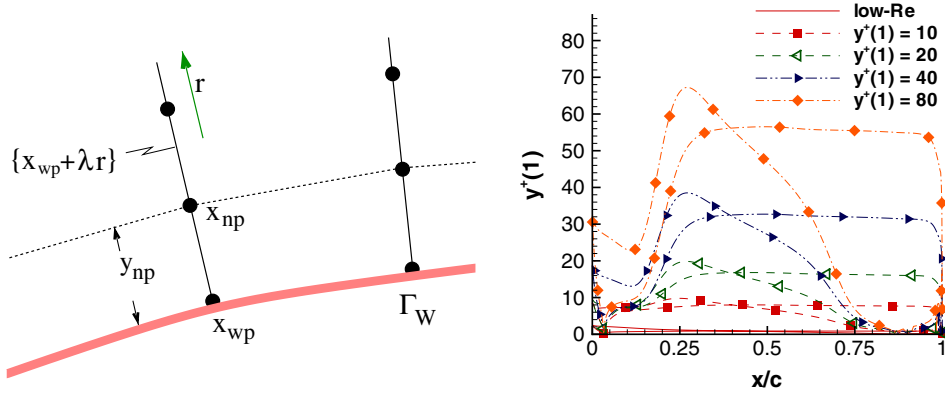 r
{x_wp+λr}
x_np
y_np
x_wp
Γ_W
low-Re
y⁺(1) = 10
y⁺(1) = 20
y⁺(1) = 40
y⁺(1) = 80
80
70
60
50
40
30
20
10
0
y⁺(1)
0 0.25 0.5 0.75 1
x/c